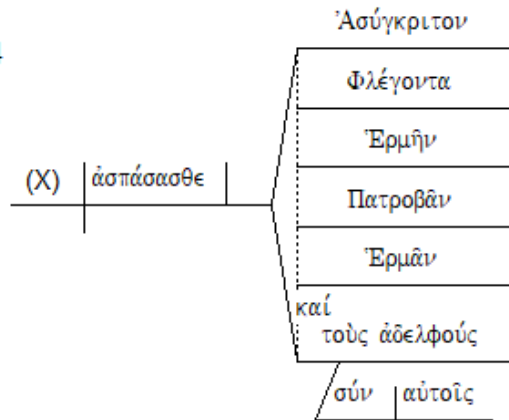 Ἀσύγκριτον
Φλέγοντα
Ἑρμῆν
(X) ἀσπάσασθε
Πατροβᾶν
Ἑρμᾶν
καί
τοὺς ἀδελφούς
σύν αὐτοῖς